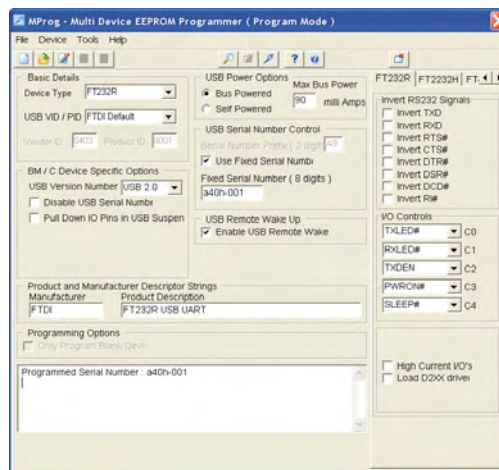 MProg - Multi Device EEPROM Programmer ( Program Mode )
File Device Tools Help
Basic Details
Device Type FT232R
USB VID / PID FTDI Default
Vendor ID 0403 Product ID 6001
BM / C Device Specific Options
USB Version Number USB 2.0
Disable USB Serial Numbe
Pull Down IO Pins in USB Suspen
USB Power Options
Bus Powered
Self Powered
Max Bus Power
90 milli Amps
USB Serial Number Control
Serial Number Prefix ( 2 digit A9
Use Fixed Serial Numbe
Fixed Serial Number ( 8 digits )
a40h-001
USB Remote Wake Up
Enable USB Remote Wake
Product and Manufacturer Descriptor Strings
Manufacturer Product Description
FTDI FT232R USB UART
Programming Options
Only Program Blank Devic
Programmed Serial Number : a40h-001
FT232R FT2232H FT
Invert RS232 Signals
Invert TXD
Invert RXD
Invert RTS#
Invert CTS#
Invert DTR#
Invert DSR#
Invert DCD#
Invert RI#
I/O Controls
TXLED# C0
RXLED# C1
TXDEN C2
PWRON# C3
SLEEP# C4
High Current I/O's
Load D2XX driver